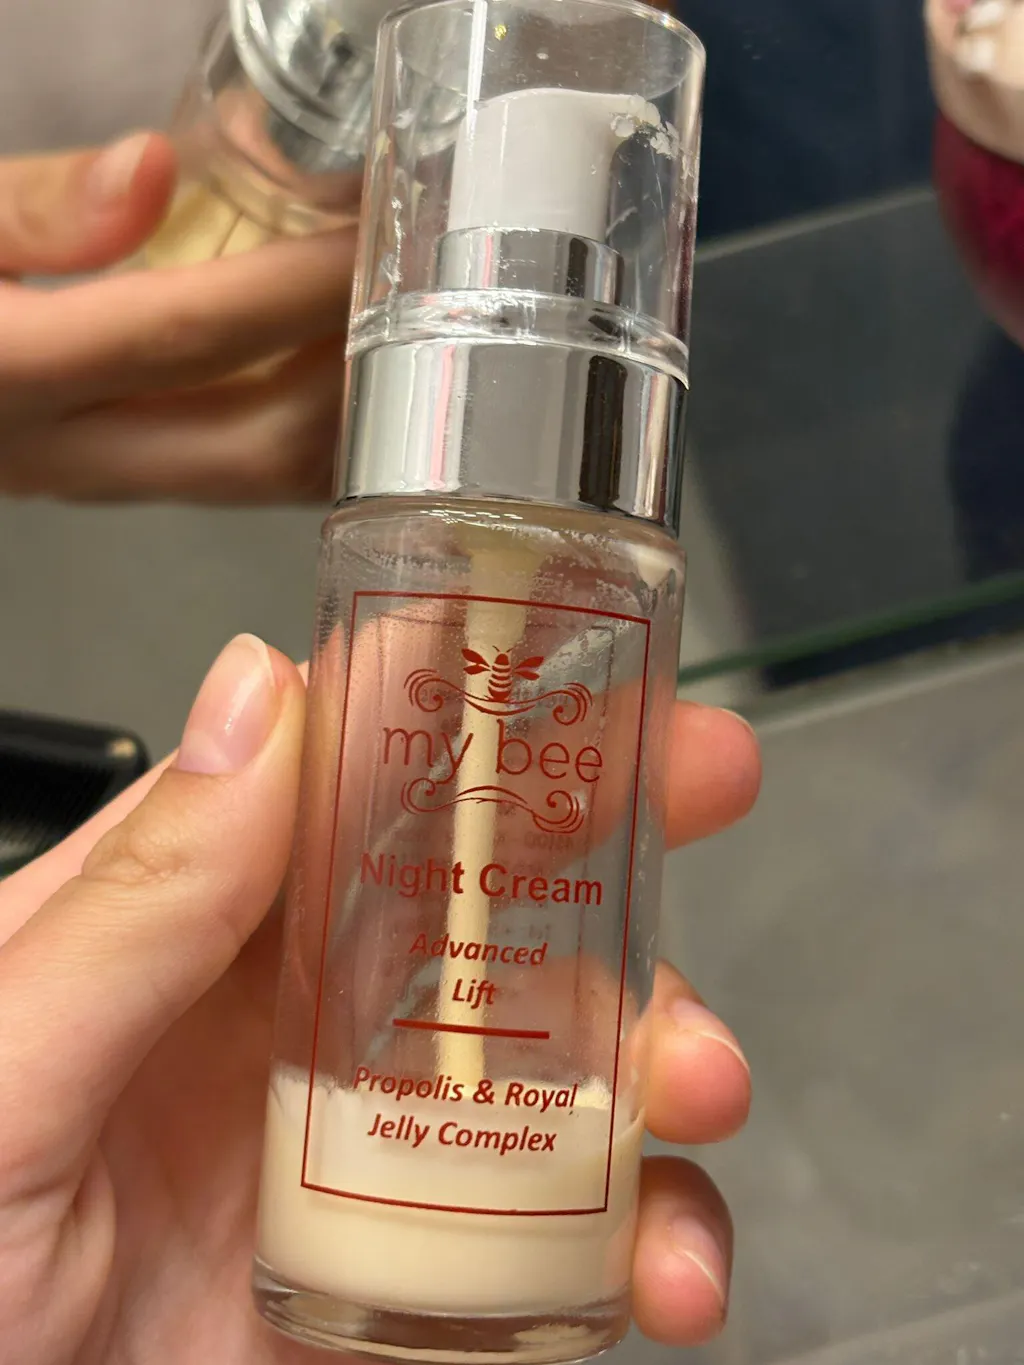 my bee
Night Cream
Advanced
Lift
Propolis & Royal
Jelly Complex